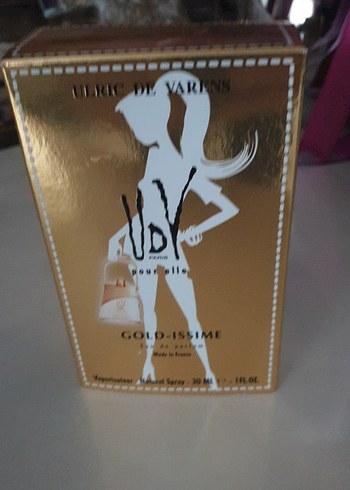 ULRIC DE VARENS
UDV
PARIS
pour elle
GOLD-ISSIME
Eau de parfum
Made in France
Vaporisateur - Natural Spray - 30 ML e - 1 FL.OZ.